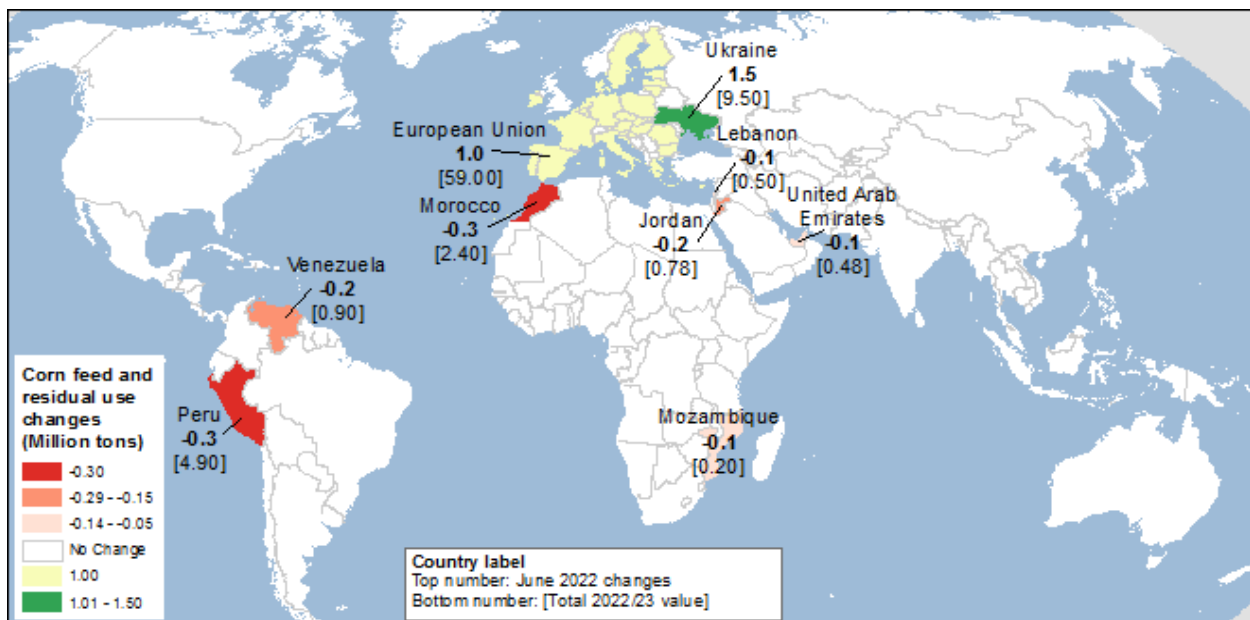 Ukraine
1.5
[9.50]
European Union
1.0
[59.00]
Lebanon
-0.1
[0.50]
Morocco
-0.3
[2.40]
Jordan
-0.2
[0.78]
United Arab
Emirates
-0.1
[0.48]
Venezuela
-0.2
[0.90]
Peru
-0.3
[4.90]
Mozambique
-0.1
[0.20]
Corn feed and
residual use
changes
(Million tons)
-0.30
-0.29 - -0.15
-0.14 - -0.05
No Change
1.00
1.01 - 1.50
Country label
Top number: June 2022 changes
Bottom number: [Total 2022/23 value]